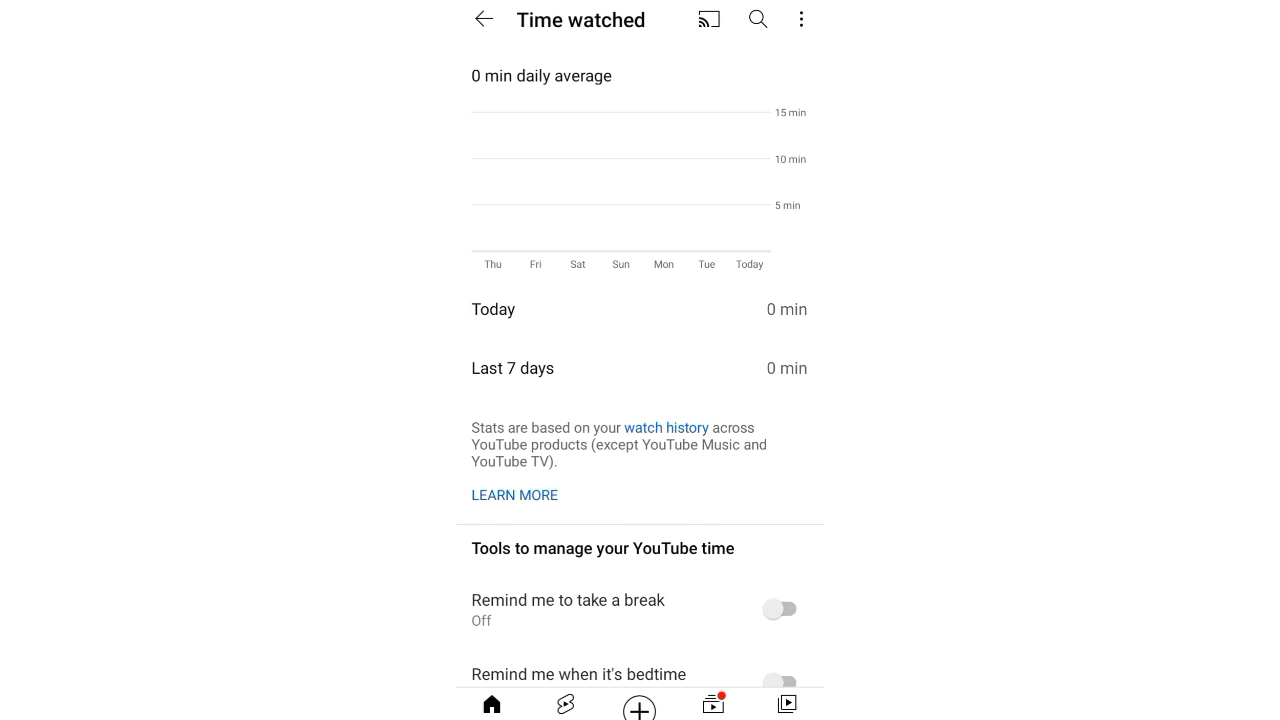 Time watched
0 min daily average
15 min
10 min
5 min
Thu Fri Sat Sun Mon Tue Today
Today 0 min
Last 7 days 0 min
Stats are based on your watch history across
YouTube products (except YouTube Music and
YouTube TV).
LEARN MORE
Tools to manage your YouTube time
Remind me to take a break
Off
Remind me when it's bedtime